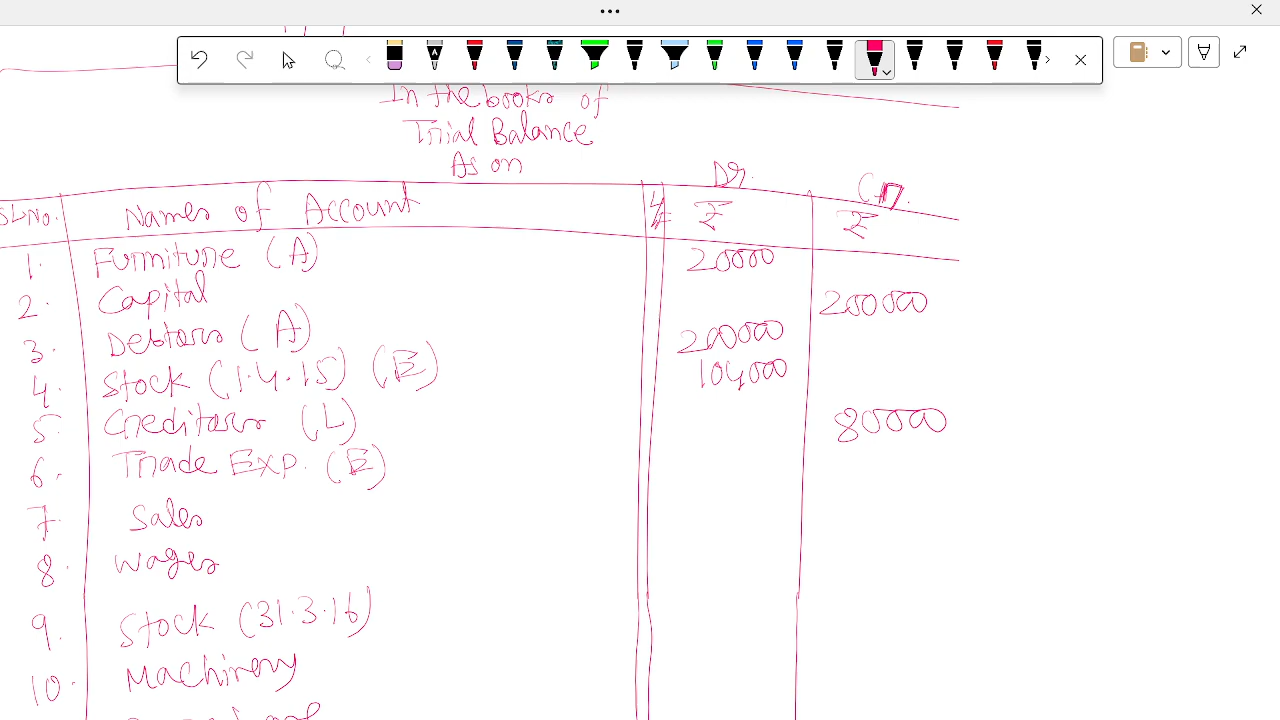 In the books of
Trial Balance
As on
Dr. Cr.
SL No. Names of Account L/F ₹ ₹
1. Furniture (A) 20000
2. Capital 200000
3. Debtors (A) 200000
4. Stock (1.4.15) (E) 104000
5. Creditors (L) 80000
6. Trade Exp. (E)
7. Sales
8. Wages
9. Stock (31.3.16)
10. Machinery